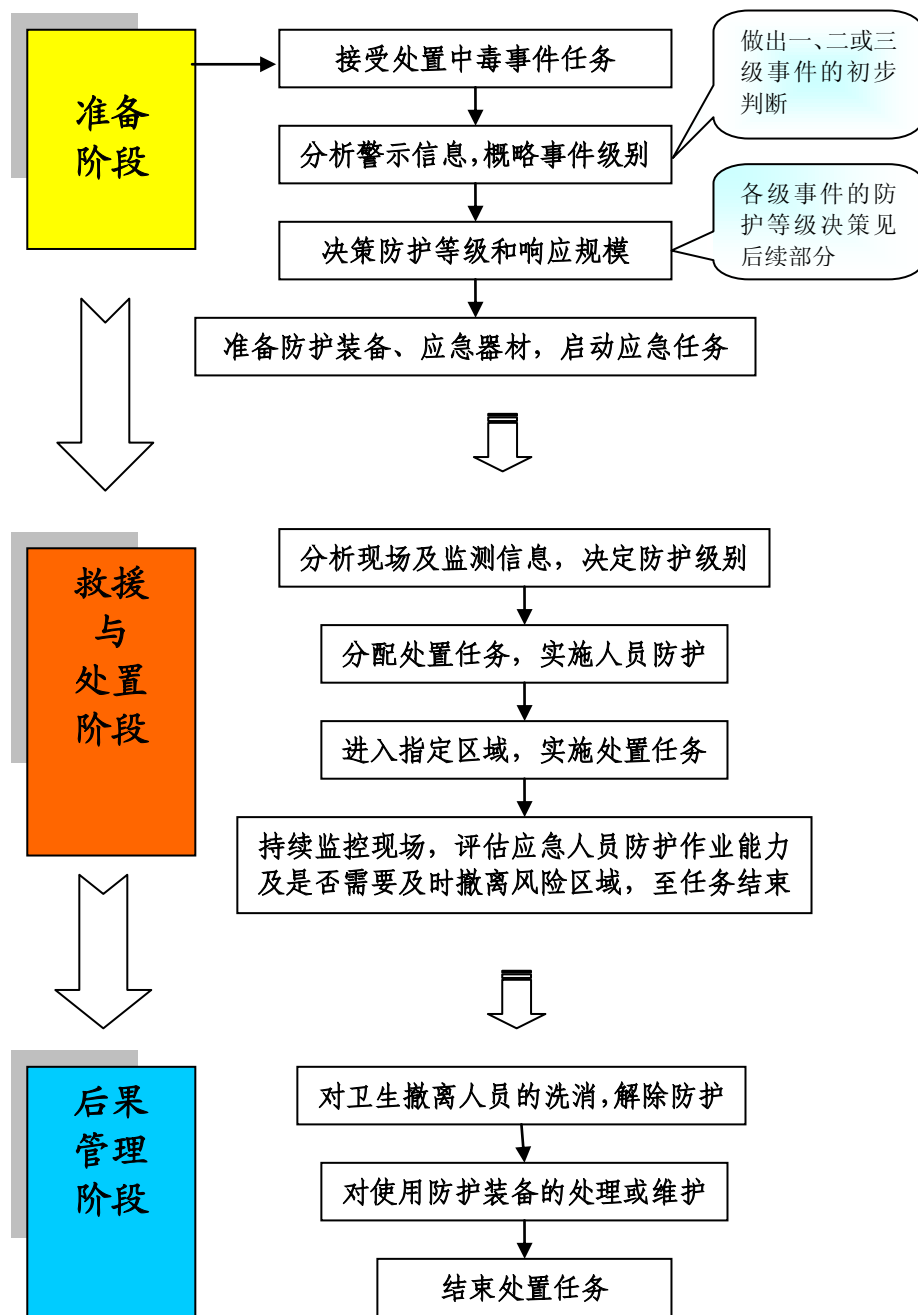 准备
阶段
接受处置中毒事件任务
做出一、二或三
级事件的初步
判断
分析警示信息,概略事件级别
各级事件的防
护等级决策见
后续部分
决策防护等级和响应规模
准备防护装备、应急器材，启动应急任务
救援
与
处置
阶段
分析现场及监测信息，决定防护级别
分配处置任务，实施人员防护
进入指定区域，实施处置任务
持续监控现场，评估应急人员防护作业能力
及是否需要及时撤离风险区域，至任务结束
后果
管理
阶段
对卫生撤离人员的洗消,解除防护
对使用防护装备的处理或维护
结束处置任务